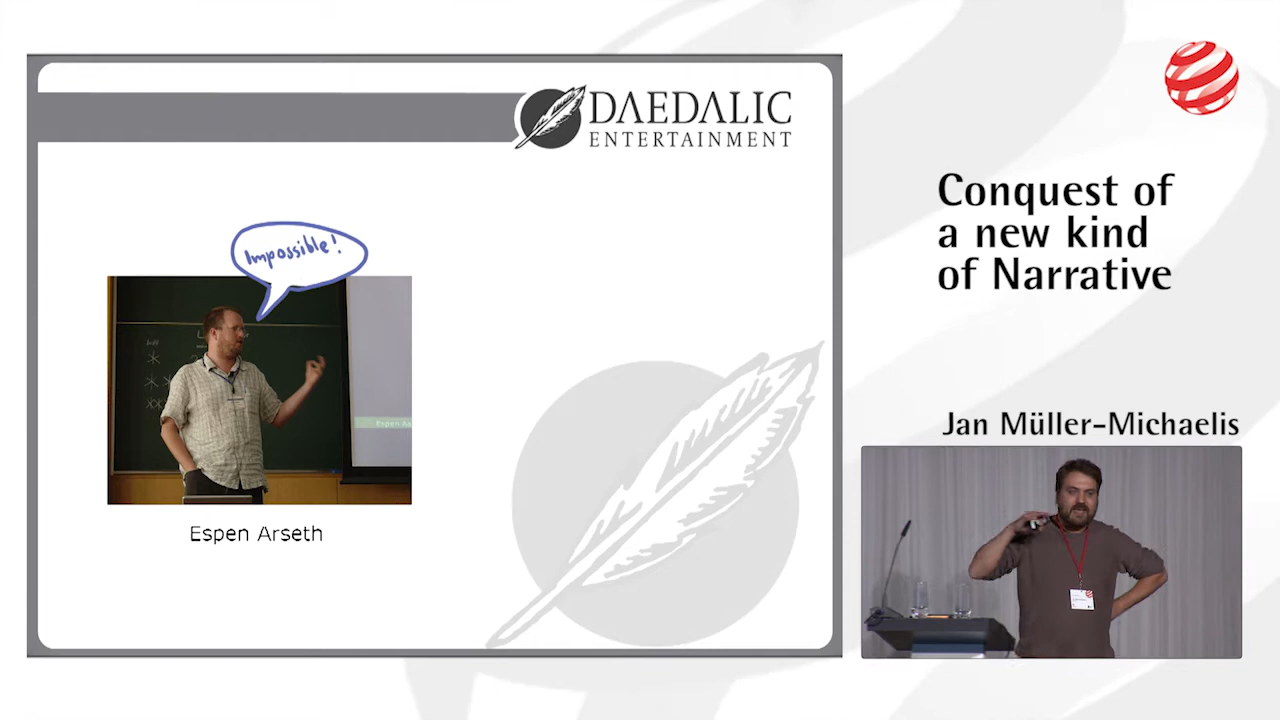 DAEDALIC
ENTERTAINMENT
Impossible!
Espen Arseth
Conquest of
a new kind
of Narrative
Jan Müller-Michaelis